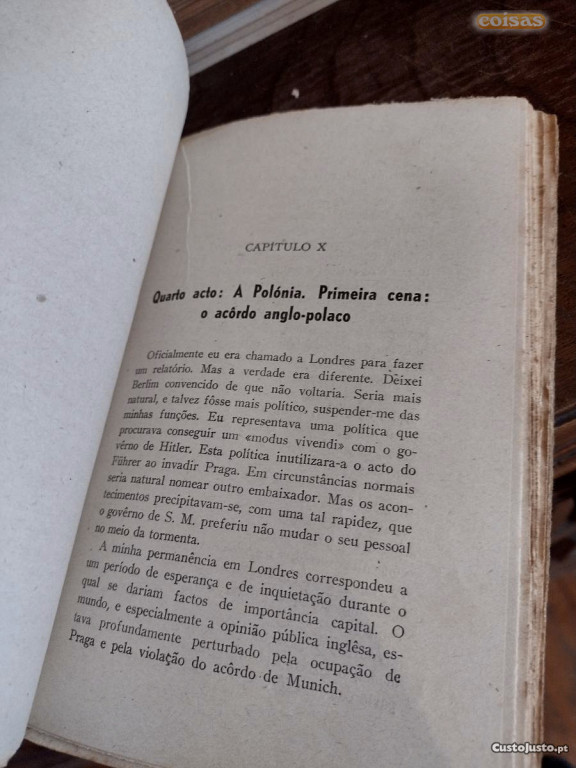 coisas
CAPITULO X
Quarto acto: A Polónia. Primeira cena:
o acôrdo anglo-polaco
Oficialmente eu era chamado a Londres para fazer
um relatório. Mas a verdade era diferente. Deixei
Berlim convencido de que não voltaria. Seria mais
natural, e talvez fôsse mais político, suspender-me das
minhas funções. Eu representava uma política que
procurava conseguir um «modus vivendi» com o go-
vêrno de Hitler. Esta política inutilizara-a o acto do
Führer ao invadir Praga. Em circunstâncias normais
seria natural nomear outro embaixador. Mas os acon-
tecimentos precipitavam-se, com uma tal rapidez, que
o govêrno de S. M. preferiu não mudar o seu pessoal
no meio da tormenta.
A minha permanência em Londres correspondeu a
um período de esperança e de inquietação durante o
qual se dariam factos de importância capital. O
mundo, e especialmente a opinião pública inglêsa, es-
tava profundamente perturbado pela ocupação de
Praga e pela violação do acôrdo de Munich.
CustoJusto.pt